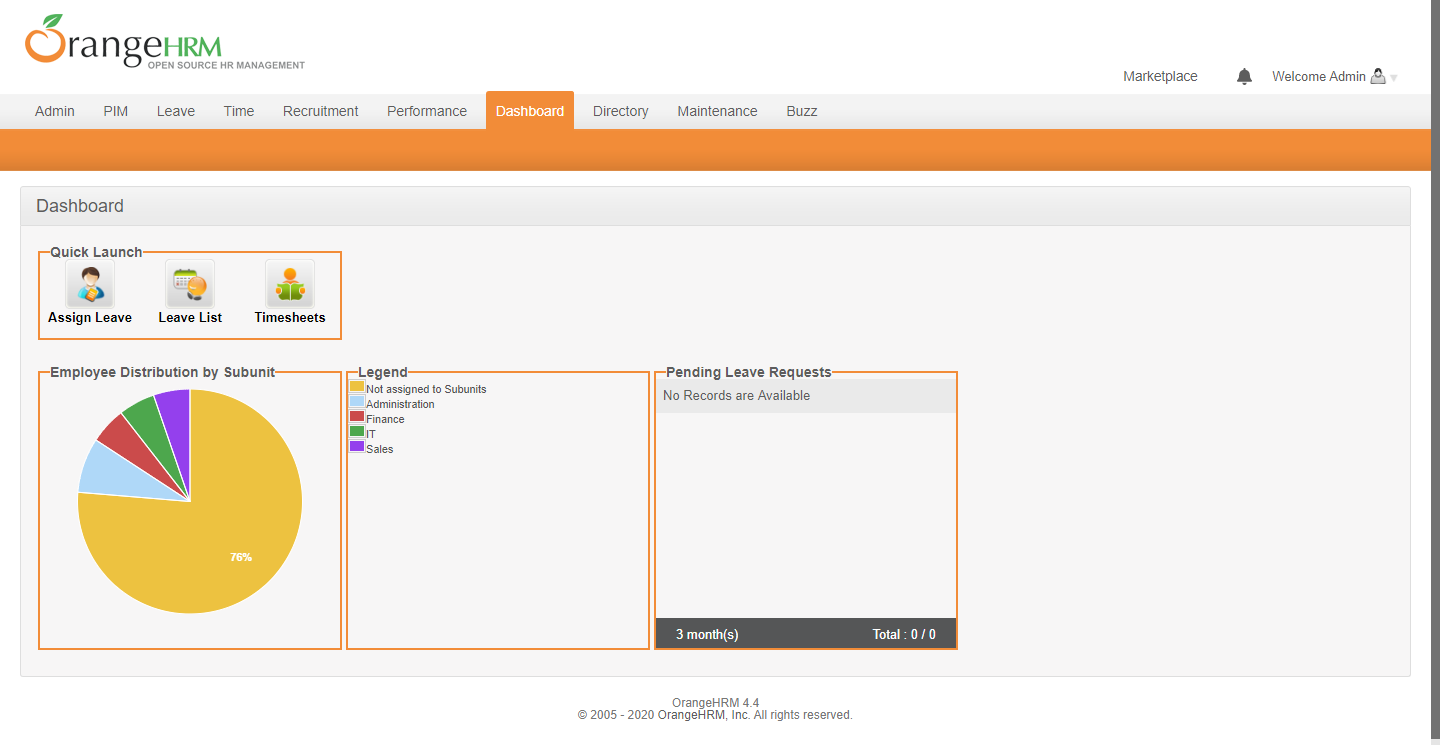 OrangeHRM
OPEN SOURCE HR MANAGEMENT
Marketplace Welcome Admin
Admin PIM Leave Time Recruitment Performance Dashboard Directory Maintenance Buzz
Dashboard
Quick Launch
Assign Leave Leave List Timesheets
Employee Distribution by Subunit
76%
Legend
Not assigned to Subunits
Administration
Finance
IT
Sales
Pending Leave Requests
No Records are Available
3 month(s) Total : 0 / 0
OrangeHRM 4.4
© 2005 - 2020 OrangeHRM, Inc. All rights reserved.